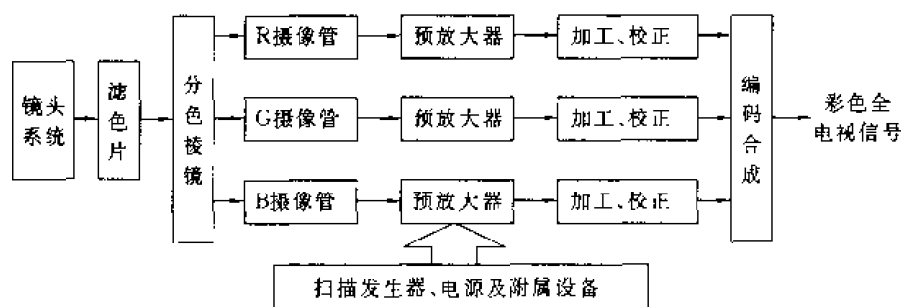 镜头
系统
滤色片
分色棱镜
R摄像管
预放大器
加工、校正
G摄像管
预放大器
加工、校正
B摄像管
预放大器
加工、校正
编码合成
彩色全
电视信号
扫描发生器、电源及附属设备